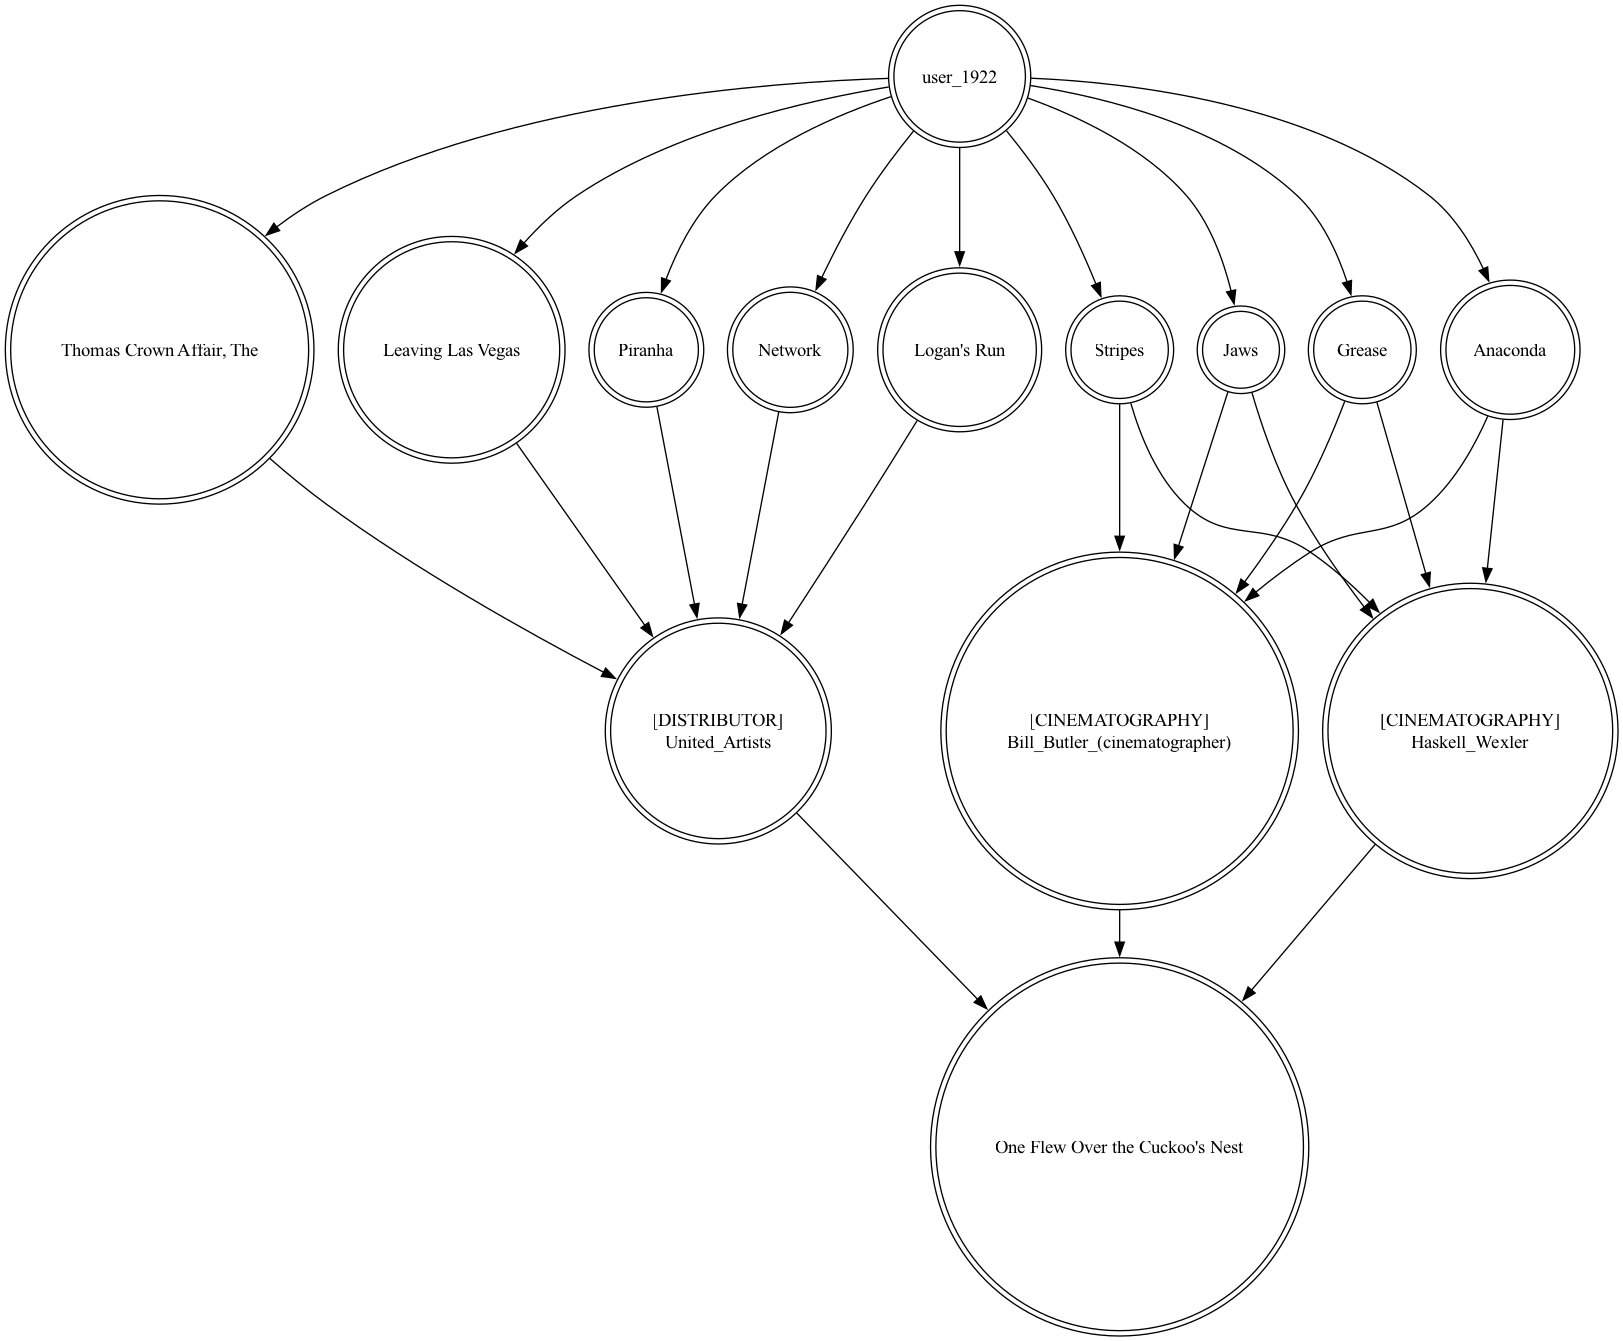 user_1922
Thomas Crown Affair, The
Leaving Las Vegas
Piranha
Network
Logan's Run
Stripes
Jaws
Grease
Anaconda
[DISTRIBUTOR]
United_Artists
[CINEMATOGRAPHY]
Bill_Butler_(cinematographer)
[CINEMATOGRAPHY]
Haskell_Wexler
One Flew Over the Cuckoo's Nest